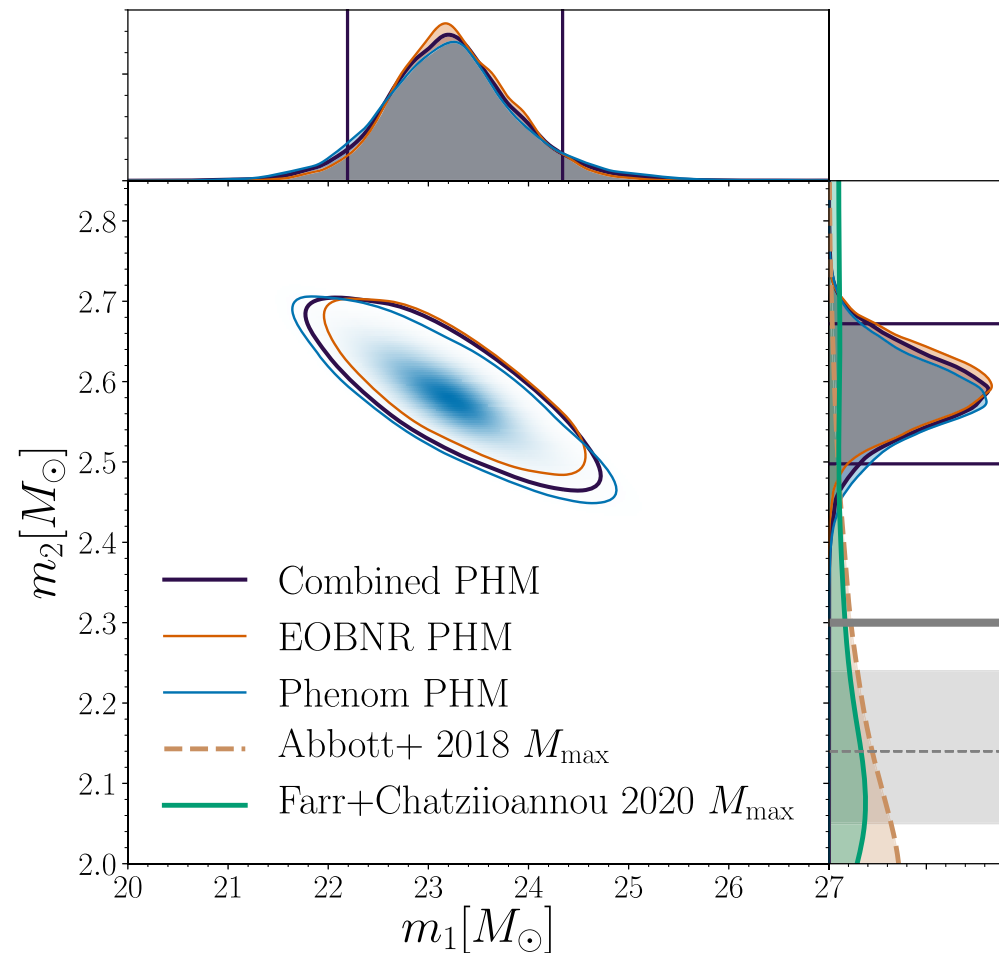 2.8
2.7
2.6
2.5
2.4
2.3
2.2
2.1
2.0
m₂[M⊙]
Combined PHM
EOBNR PHM
Phenom PHM
Abbott+ 2018 Mmax
Farr+Chatziioannou 2020 Mmax
20 21 22 23 24 25 26 27
m₁[M⊙]